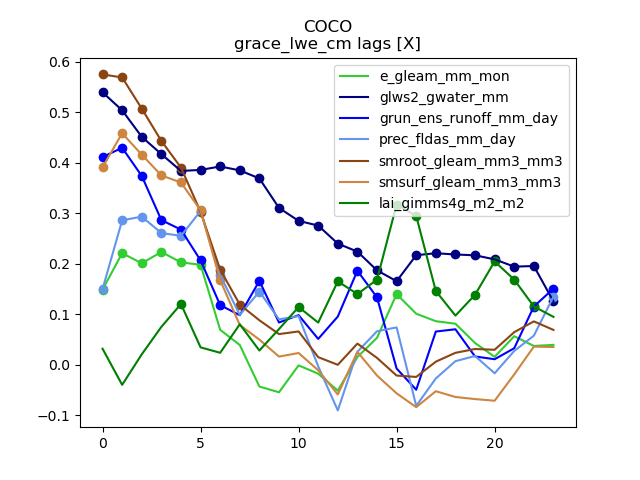 COCO
grace_lwe_cm lags [X]
0.6
0.5
0.4
0.3
0.2
0.1
0.0
−0.1
0
5
10
15
20
e_gleam_mm_mon
glws2_gwater_mm
grun_ens_runoff_mm_day
prec_fldas_mm_day
smroot_gleam_mm3_mm3
smsurf_gleam_mm3_mm3
lai_gimms4g_m2_m2